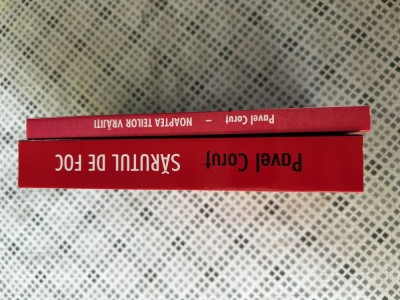 Pavel Coruț – NOAPTEA TEILOR VRĂJIȚI
Pavel Coruț SĂRUTUL DE FOC